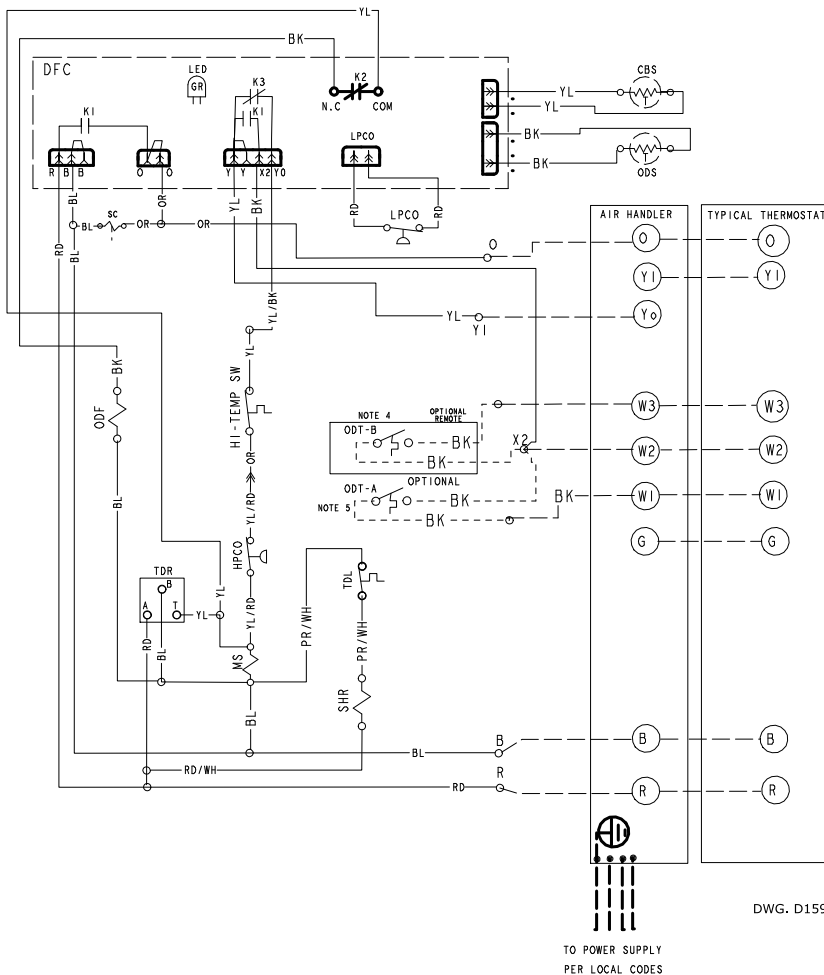 YL
BK
DFC
LED
GR
K3
K2
N.C
COM
CBS
YL
YL
K1
K1
LPCO
BK
BK
ODS
R B B
O O
Y Y X2 YO
BL
OR
YL
BK
RD
LPCO
RD
SC
BL
OR
OR
RD
BL
YL/BK
O
AIR HANDLER
TYPICAL THERMOSTAT
O
O
Y1
Y1
YL
Y1
Yo
BK
ODF
YL
HI-TEMP SW
NOTE 4
OPTIONAL
REMOTE
ODT-B
BK
BK
X2
W3
W3
W2
W2
OR
BL
ODT-A
OPTIONAL
BK
NOTE 5
BK
BK
W1
W1
YL/RD
G
G
HPCO
TDR
B
A
T
YL
YL
YL/RD
TDL
PR/WH
PR/WH
RD
BL
MS
SHR
BL
BL
B
B
B
RD/WH
RD
R
R
R
DWG. D159
TO POWER SUPPLY
PER LOCAL CODES